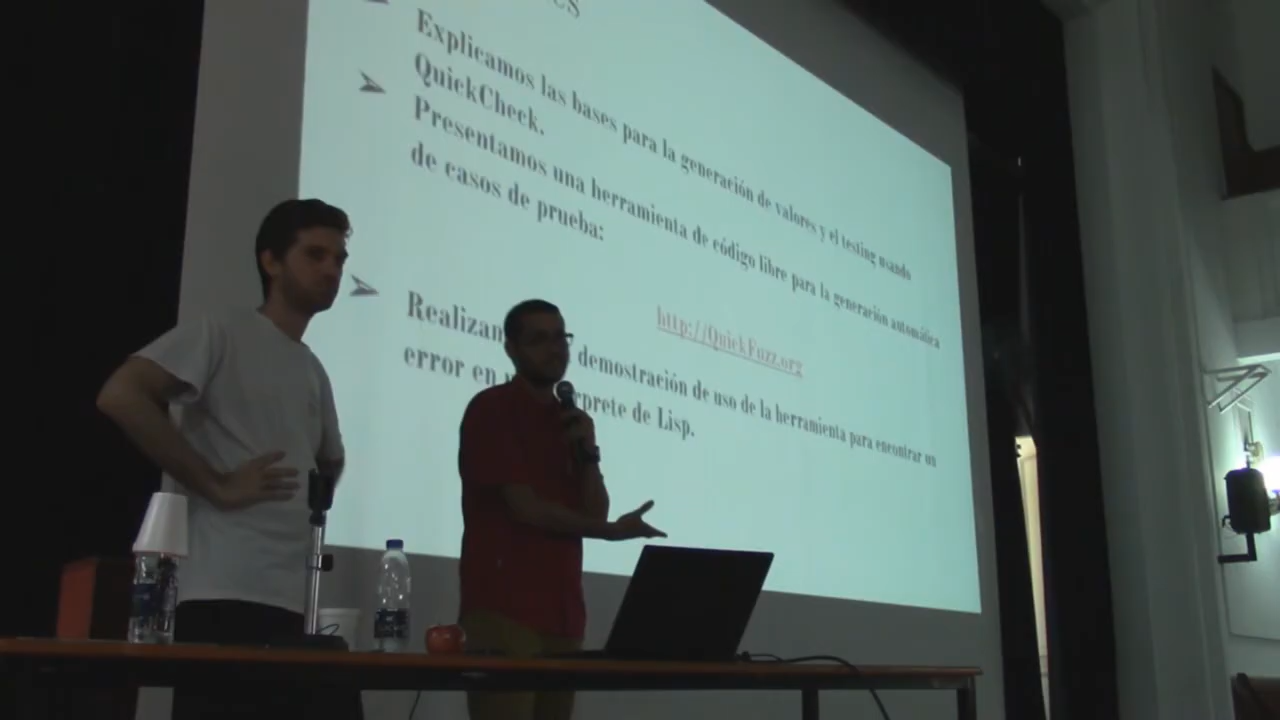 Explicamos las bases para la generación de valores y el testing usando
QuickCheck.
Presentamos una herramienta de código libre para la generación automática
de casos de prueba:
http://QuickFuzz.org
Realizam demostración de uso de la herramienta para encontrar un
error en rprete de Lisp.